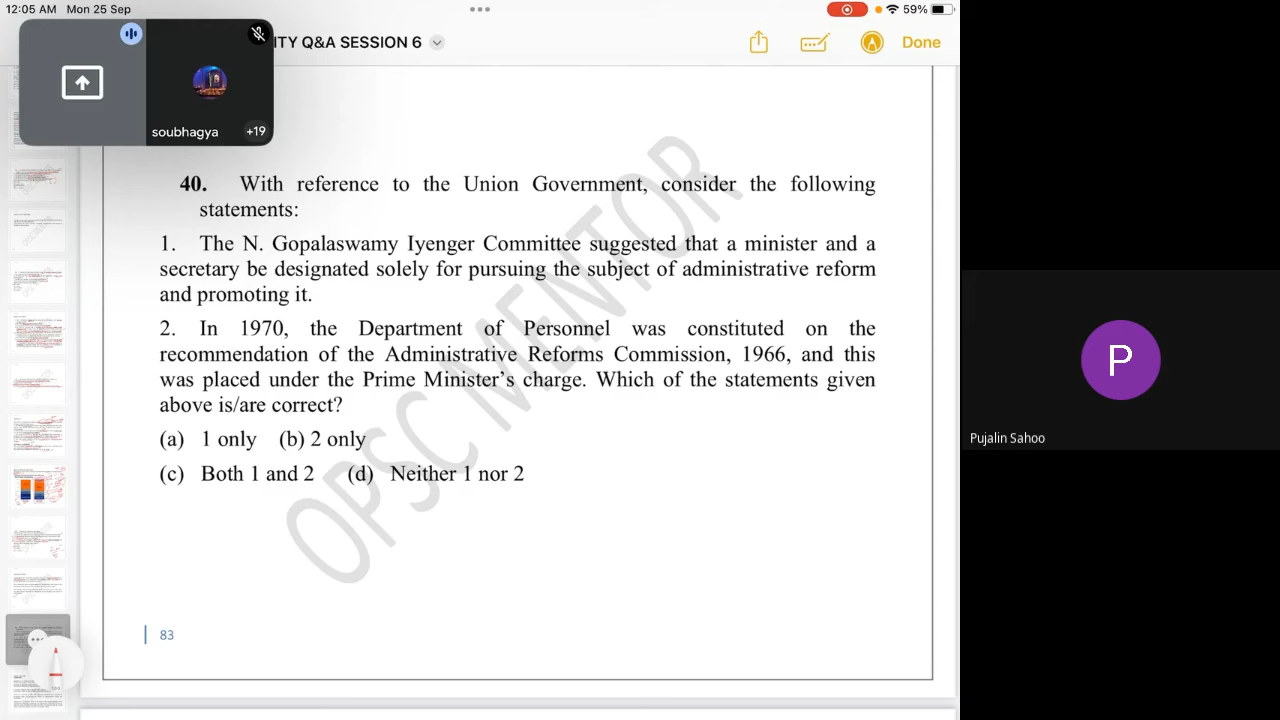 12:05 AM Mon 25 Sep
59%
ITY Q&A SESSION 6
Done
soubhagya
+19
40. With reference to the Union Government, consider the following
statements:
1. The N. Gopalaswamy Iyenger Committee suggested that a minister and a
secretary be designated solely for pursuing the subject of administrative reform
and promoting it.
2. In 1970, the Department of Personnel was constituted on the
recommendation of the Administrative Reforms Commission, 1966, and this
was placed under the Prime Minister's charge. Which of the statements given
above is/are correct?
(a) 1 only (b) 2 only
(c) Both 1 and 2 (d) Neither 1 nor 2
OPSC MENTOR
83
P
Pujalin Sahoo